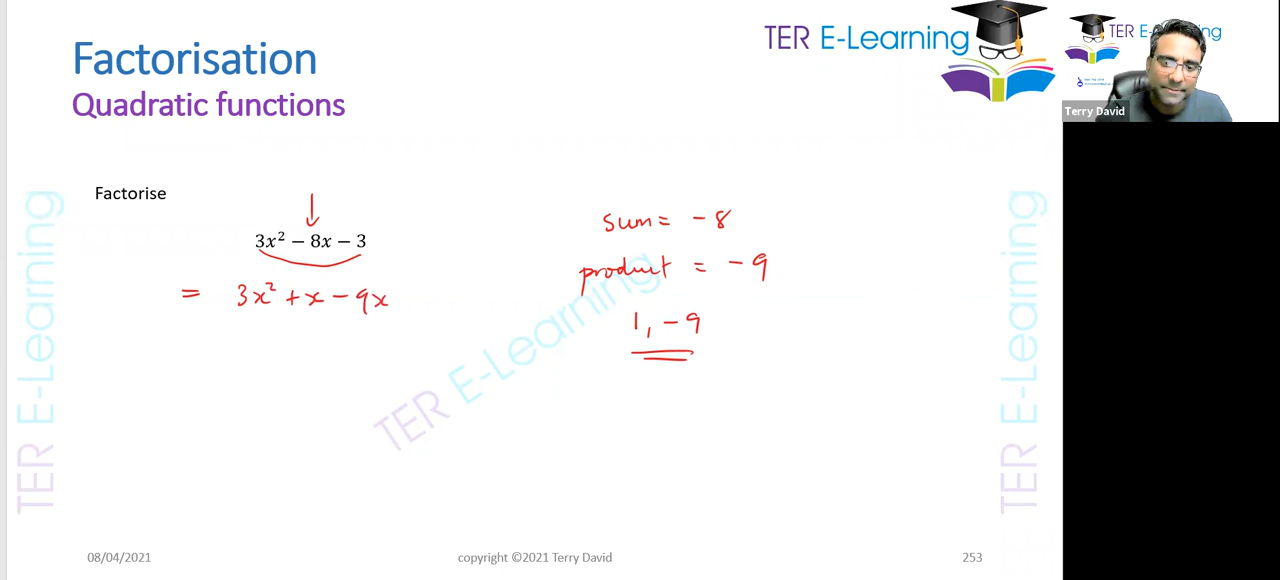 Factorisation
Quadratic functions
TER E-Learning
TER E-Learning
Terry David
Factorise
3x² − 8x − 3
= 3x² + x − 9x
sum = −8
product = −9
1, −9
TER E-Learning
TER E-Learning
TER E-Learning
08/04/2021
copyright ©2021 Terry David
253